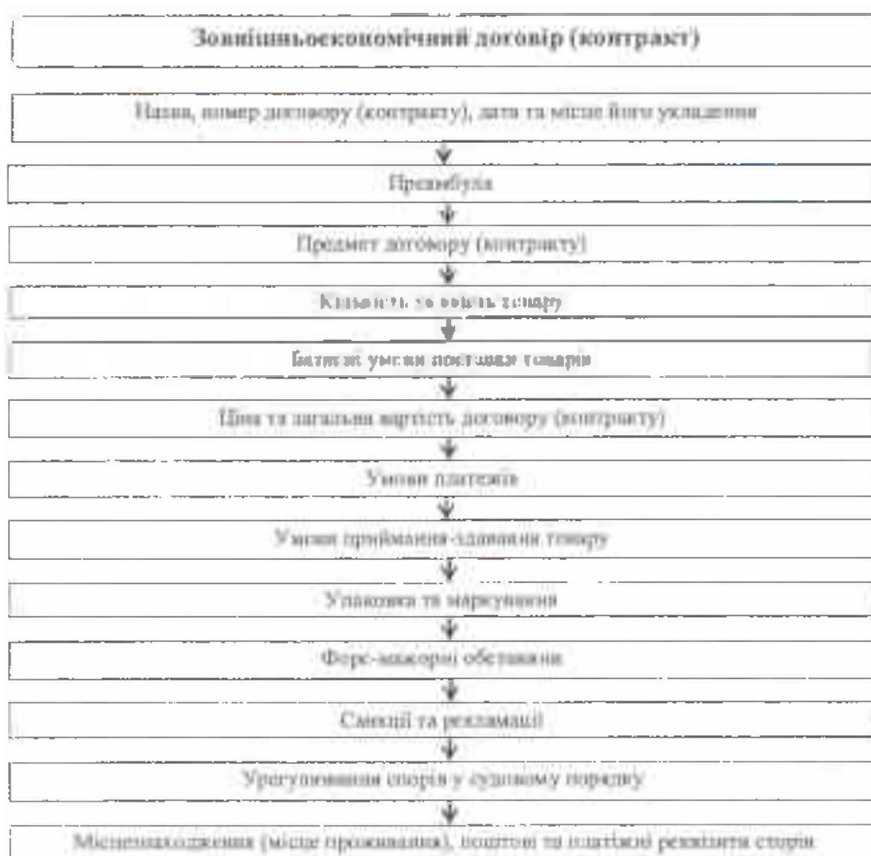 Зовнішньоекономічний договір (контракт)
Назва, номер договору (контракту), дата та місце його укладення
Преамбула
Предмет договору (контракту)
Кількість та якість товару
Базисні умови поставки товарів
Ціна та загальна вартість договору (контракту)
Умови платежів
Умови приймання-здавання товару
Упаковка та маркування
Форс-мажорні обставини
Санкції та рекламації
Урегулювання спорів у судовому порядку
Місцезнаходження (місце проживання), поштові та платіжні реквізити сторін